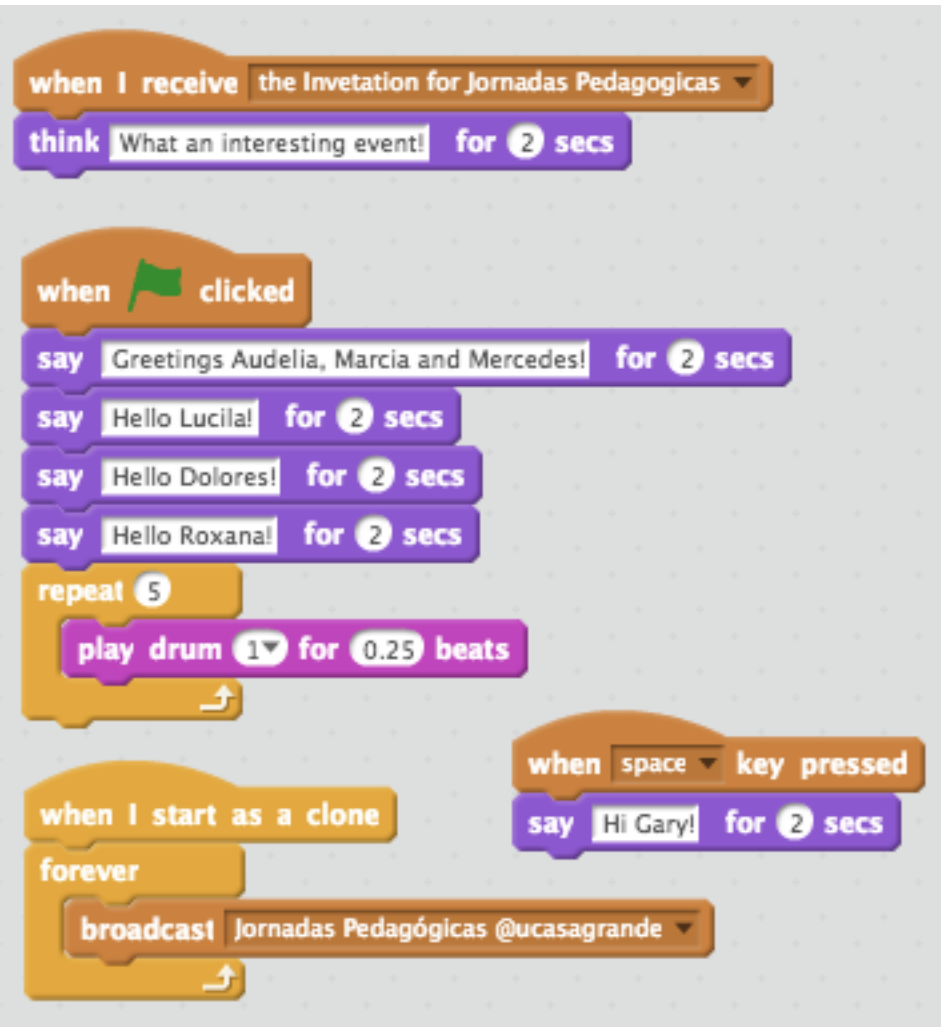 when I receive the Invetation for Jornadas Pedagogicas
think What an interesting event! for 2 secs
when clicked
say Greetings Audelia, Marcia and Mercedes! for 2 secs
say Hello Lucila! for 2 secs
say Hello Dolores! for 2 secs
say Hello Roxana! for 2 secs
repeat 5
play drum 1 for 0.25 beats
when I start as a clone
forever
broadcast Jornadas Pedagógicas @ucasagrande
when space key pressed
say Hi Gary! for 2 secs